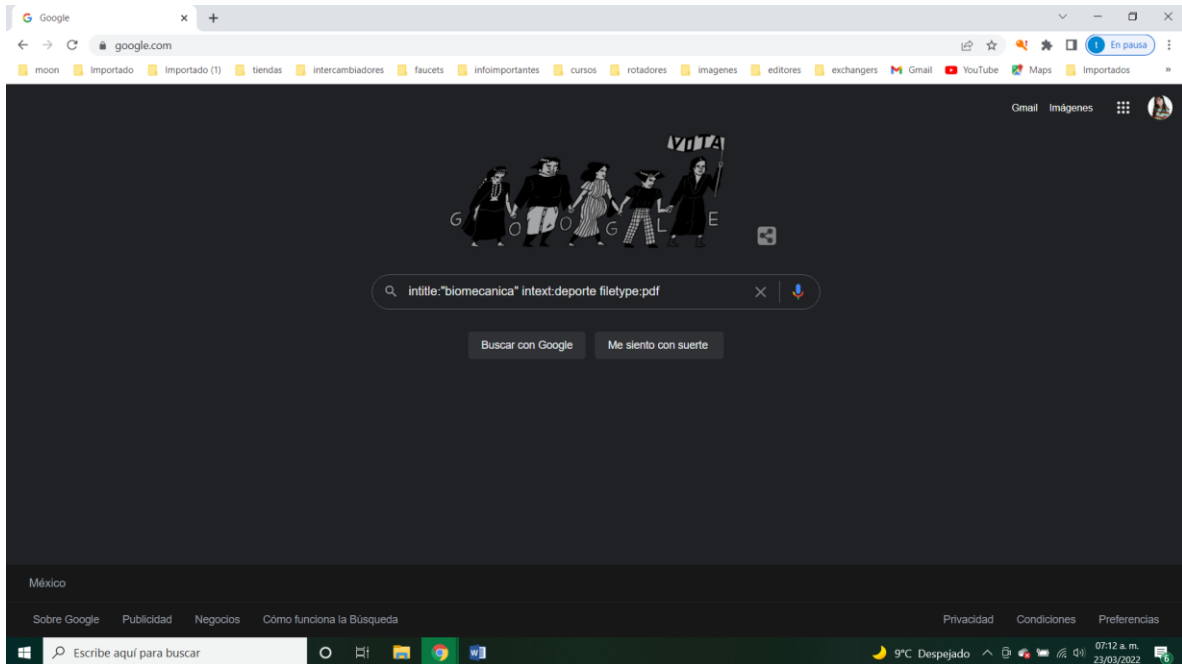 Google
google.com
En pausa
moon Importado Importado (1) tiendas intercambiadores faucets infoimportantes cursos rotadores imagenes editores exchangers Gmail YouTube Maps Importados »
Gmail Imágenes
VOTA
G O O G L E
intitle:"biomecanica" intext:deporte filetype:pdf
Buscar con Google Me siento con suerte
México
Sobre Google Publicidad Negocios Cómo funciona la Búsqueda Privacidad Condiciones Preferencias
Escribe aquí para buscar 9°C Despejado 07:12 a. m.
23/03/2022 6